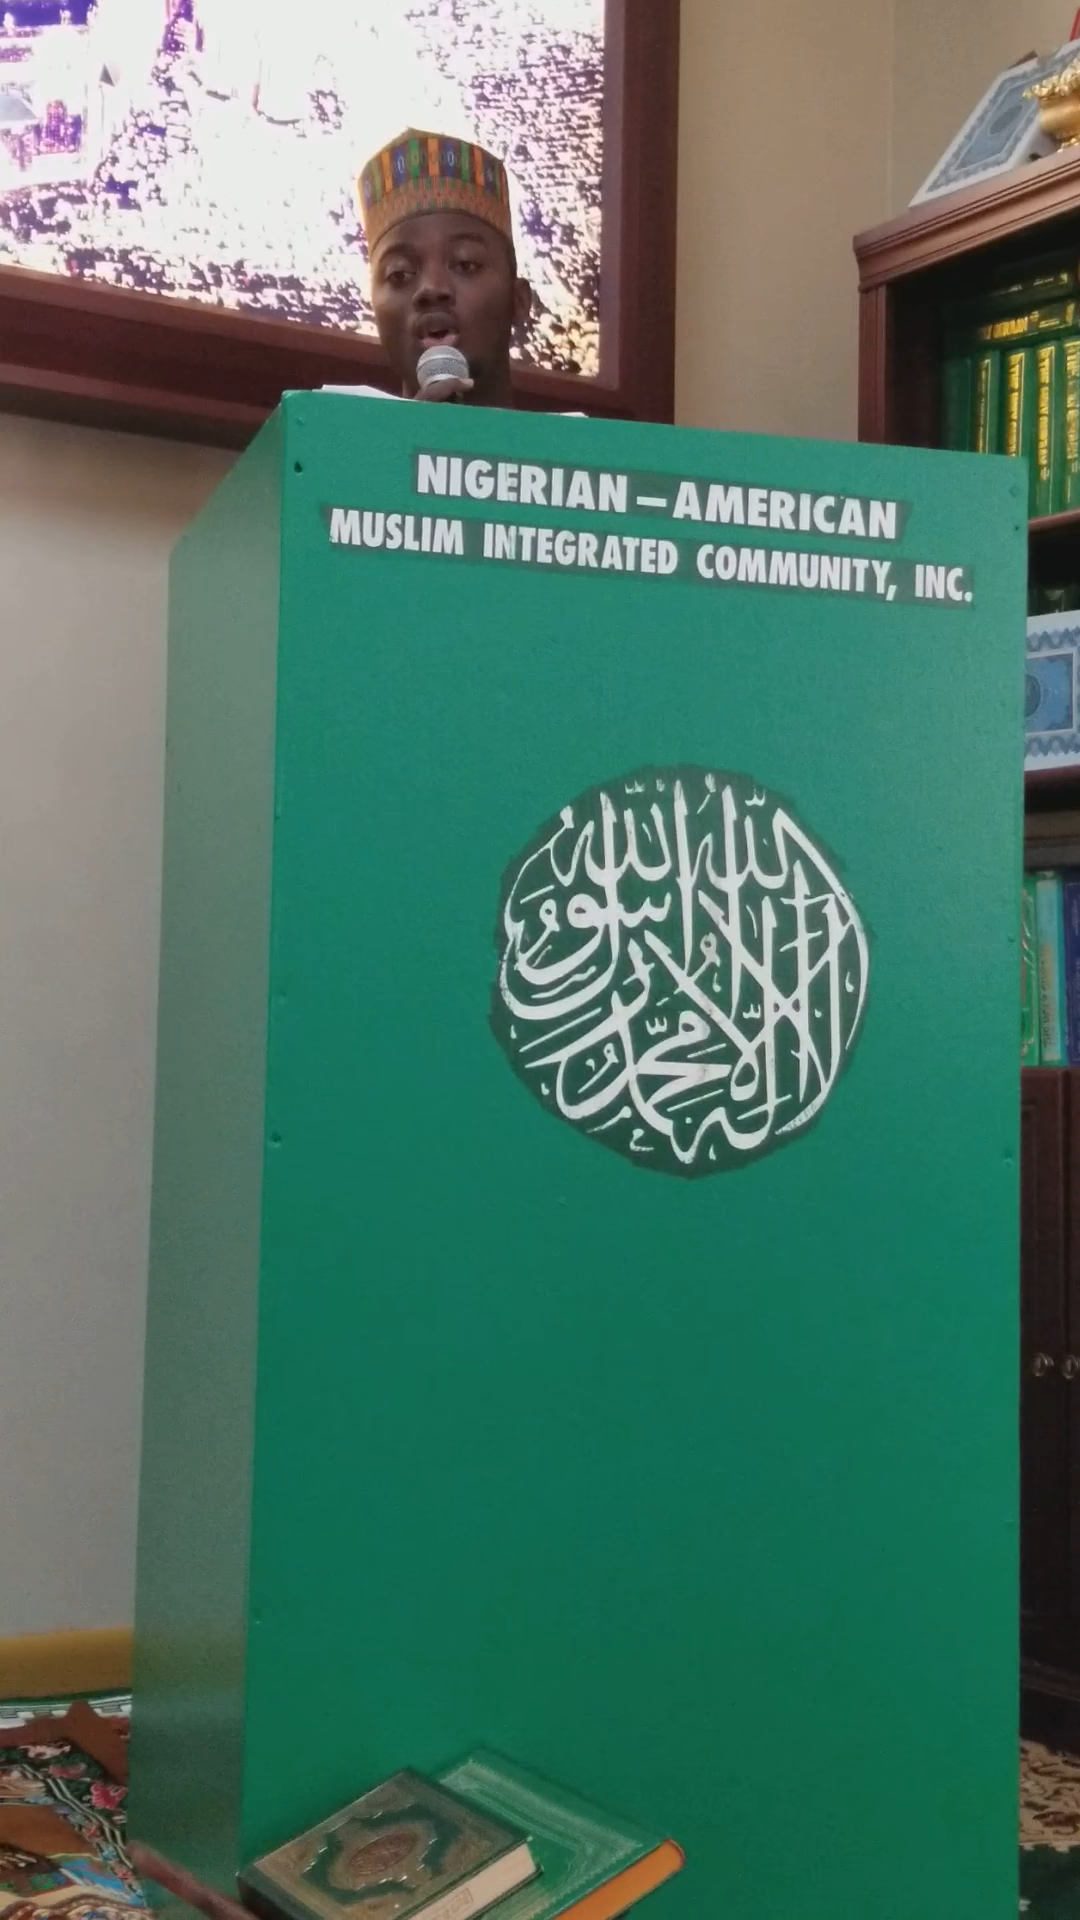 NIGERIAN – AMERICAN
MUSLIM INTEGRATED COMMUNITY, INC.
لا إله إلا الله محمد رسول الله